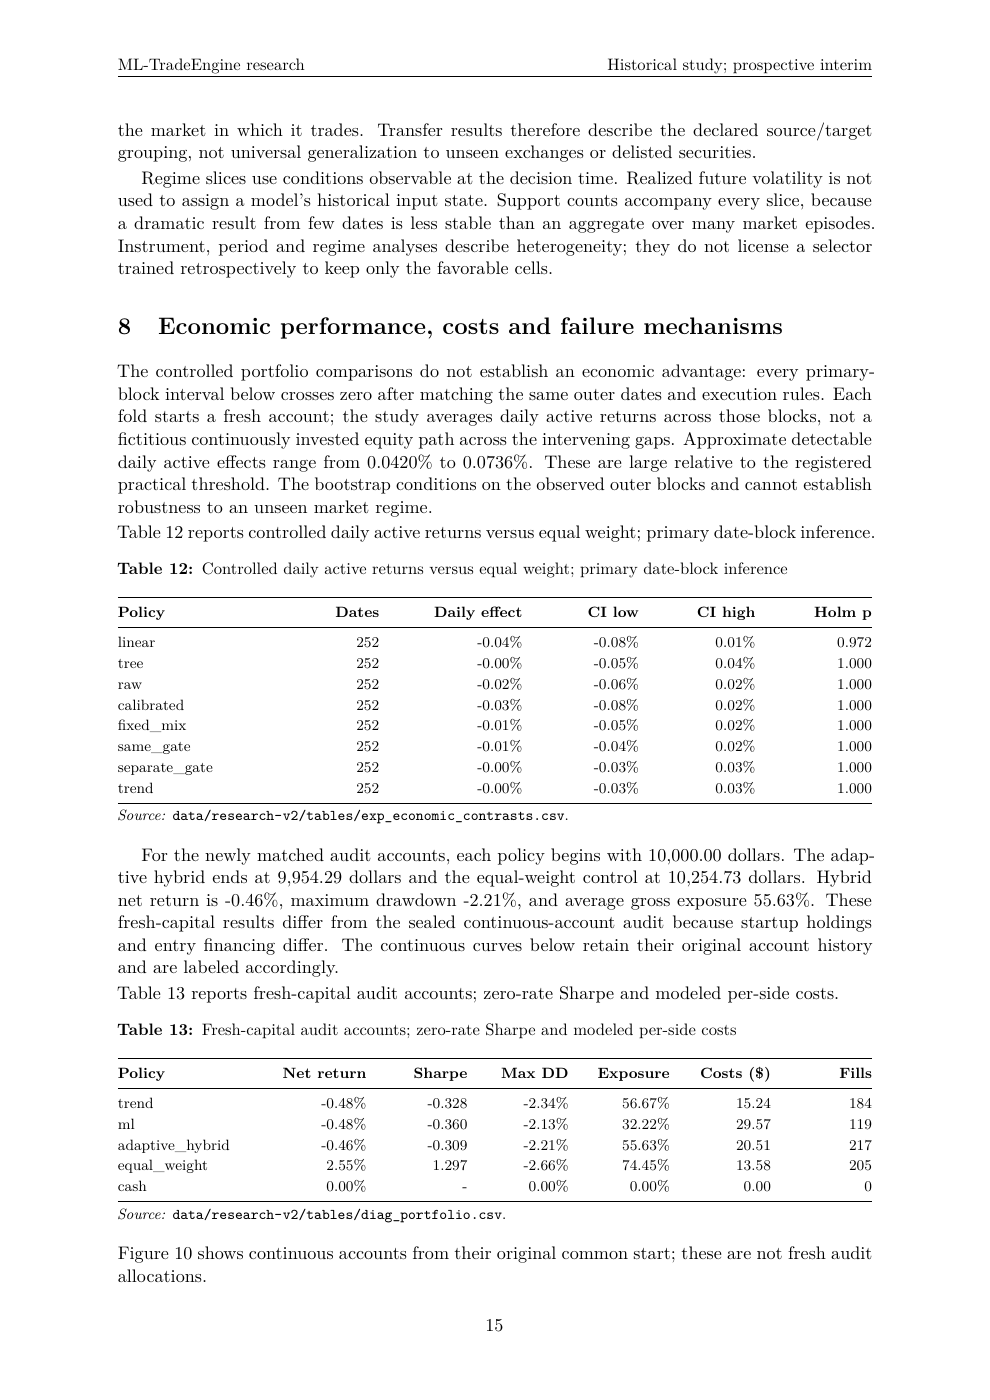 ML-TradeEngine research Historical study; prospective interim
the market in which it trades. Transfer results therefore describe the declared source/target
grouping, not universal generalization to unseen exchanges or delisted securities.
Regime slices use conditions observable at the decision time. Realized future volatility is not
used to assign a model's historical input state. Support counts accompany every slice, because
a dramatic result from few dates is less stable than an aggregate over many market episodes.
Instrument, period and regime analyses describe heterogeneity; they do not license a selector
trained retrospectively to keep only the favorable cells.
8 Economic performance, costs and failure mechanisms
The controlled portfolio comparisons do not establish an economic advantage: every primary-
block interval below crosses zero after matching the same outer dates and execution rules. Each
fold starts a fresh account; the study averages daily active returns across those blocks, not a
fictitious continuously invested equity path across the intervening gaps. Approximate detectable
daily active effects range from 0.0420% to 0.0736%. These are large relative to the registered
practical threshold. The bootstrap conditions on the observed outer blocks and cannot establish
robustness to an unseen market regime.
Table 12 reports controlled daily active returns versus equal weight; primary date-block inference.
Table 12: Controlled daily active returns versus equal weight; primary date-block inference
Policy Dates Daily effect CI low CI high Holm p
linear 252 -0.04% -0.08% 0.01% 0.972
tree 252 -0.00% -0.05% 0.04% 1.000
raw 252 -0.02% -0.06% 0.02% 1.000
calibrated 252 -0.03% -0.08% 0.02% 1.000
fixed_mix 252 -0.01% -0.05% 0.02% 1.000
same_gate 252 -0.01% -0.04% 0.02% 1.000
separate_gate 252 -0.00% -0.03% 0.03% 1.000
trend 252 -0.00% -0.03% 0.03% 1.000
Source: data/research-v2/tables/exp_economic_contrasts.csv.
For the newly matched audit accounts, each policy begins with 10,000.00 dollars. The adap-
tive hybrid ends at 9,954.29 dollars and the equal-weight control at 10,254.73 dollars. Hybrid
net return is -0.46%, maximum drawdown -2.21%, and average gross exposure 55.63%. These
fresh-capital results differ from the sealed continuous-account audit because startup holdings
and entry financing differ. The continuous curves below retain their original account history
and are labeled accordingly.
Table 13 reports fresh-capital audit accounts; zero-rate Sharpe and modeled per-side costs.
Table 13: Fresh-capital audit accounts; zero-rate Sharpe and modeled per-side costs
Policy Net return Sharpe Max DD Exposure Costs ($) Fills
trend -0.48% -0.328 -2.34% 56.67% 15.24 184
ml -0.48% -0.360 -2.13% 32.22% 29.57 119
adaptive_hybrid -0.46% -0.309 -2.21% 55.63% 20.51 217
equal_weight 2.55% 1.297 -2.66% 74.45% 13.58 205
cash 0.00% - 0.00% 0.00% 0.00 0
Source: data/research-v2/tables/diag_portfolio.csv.
Figure 10 shows continuous accounts from their original common start; these are not fresh audit
allocations.
15